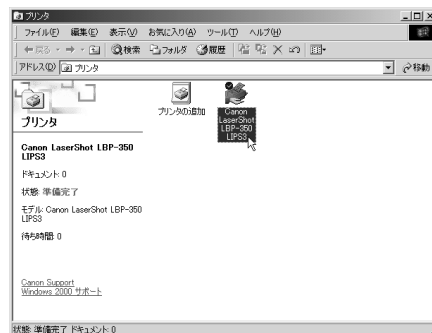 プリンタ
ファイル(F) 編集(E) 表示(V) お気に入り(A) ツール(T) ヘルプ(H)
戻る 検索 フォルダ 履歴
アドレス(D) プリンタ 移動
プリンタ
プリンタの追加
Canon
LaserShot
LBP-350
LIPS3
Canon LaserShot LBP-350
LIPS3
ドキュメント: 0
状態: 準備完了
モデル: Canon LaserShot LBP-350
LIPS3
待ち時間: 0
Canon Support
Windows 2000 サポート
状態: 準備完了 ドキュメント: 0